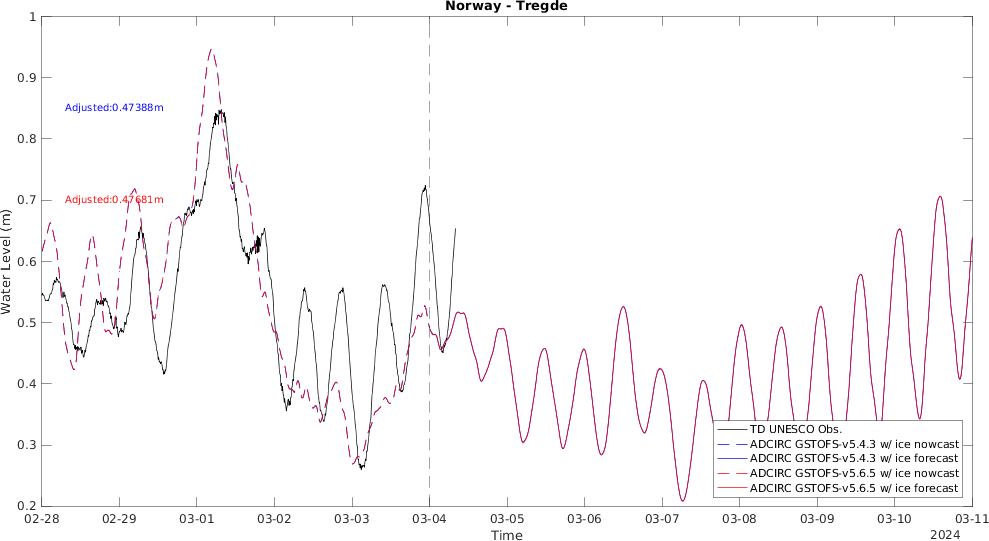 Norway - Tregde
1
0.9
0.8
0.7
0.6
0.5
0.4
0.3
0.2
Water Level (m)
Adjusted:0.47388m
Adjusted:0.47681m
TD UNESCO Obs.
ADCIRC GSTOFS-v5.4.3 w/ ice nowcast
ADCIRC GSTOFS-v5.4.3 w/ ice forecast
ADCIRC GSTOFS-v5.6.5 w/ ice nowcast
ADCIRC GSTOFS-v5.6.5 w/ ice forecast
02-28 02-29 03-01 03-02 03-03 03-04 03-05 03-06 03-07 03-08 03-09 03-10 03-11
Time
2024